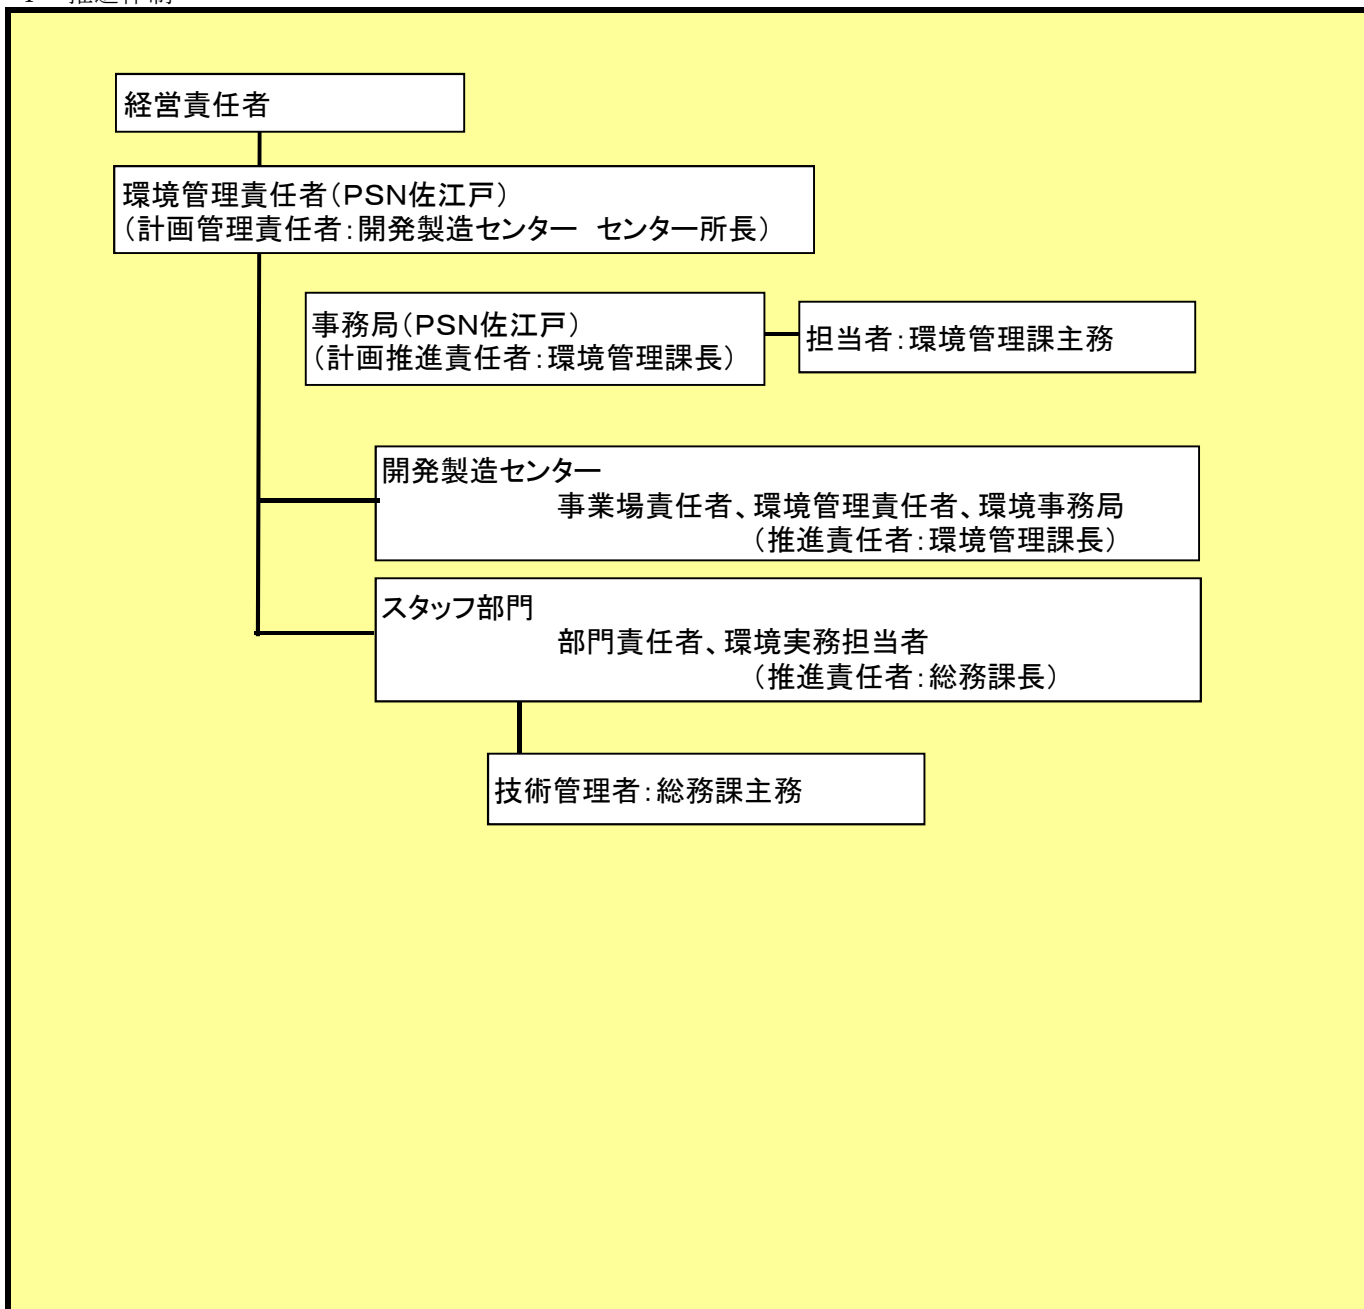 経営責任者
環境管理責任者(PSN佐江戸)
(計画管理責任者:開発製造センター　センター所長)
事務局(PSN佐江戸)
(計画推進責任者:環境管理課長)
担当者:環境管理課主務
開発製造センター
事業場責任者、環境管理責任者、環境事務局
(推進責任者:環境管理課長)
スタッフ部門
部門責任者、環境実務担当者
(推進責任者:総務課長)
技術管理者:総務課主務